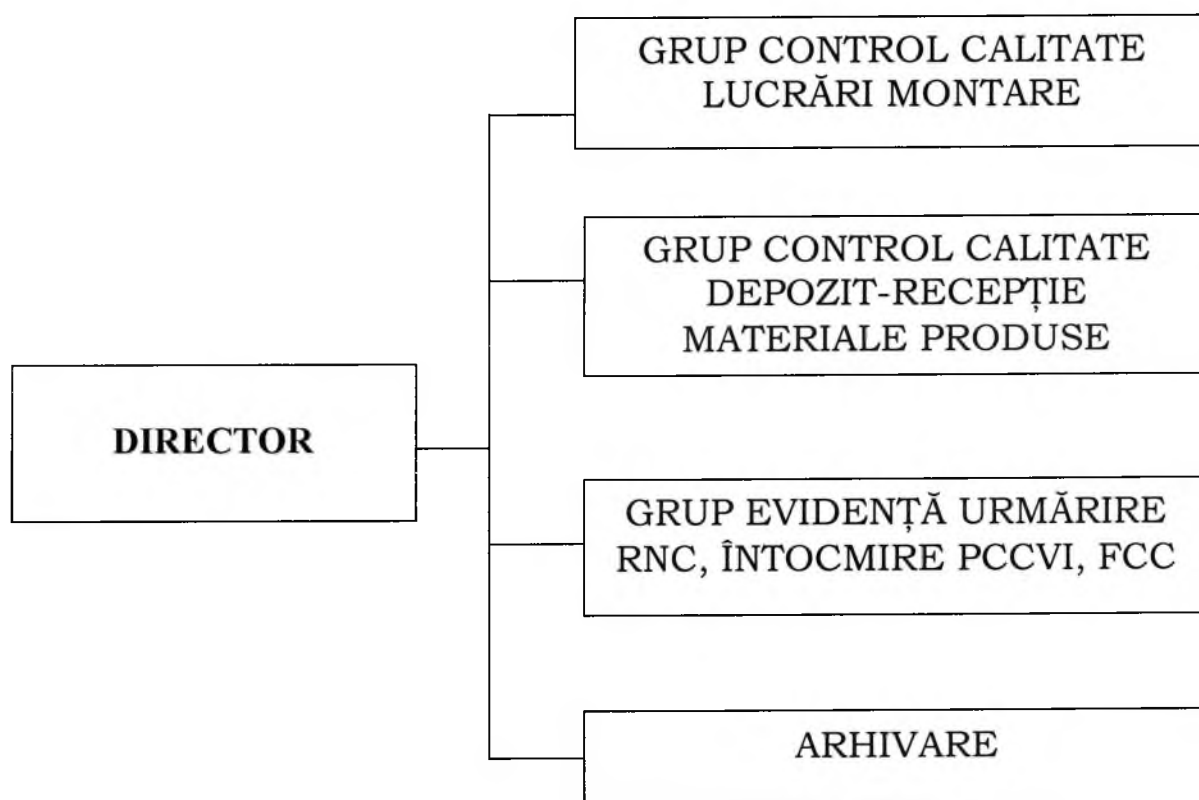 GRUP CONTROL CALITATE
LUCRĂRI MONTARE
GRUP CONTROL CALITATE
DEPOZIT-RECEPȚIE
MATERIALE PRODUSE
DIRECTOR
GRUP EVIDENȚĂ URMĂRIRE
RNC, ÎNTOCMIRE PCCVI, FCC
ARHIVARE